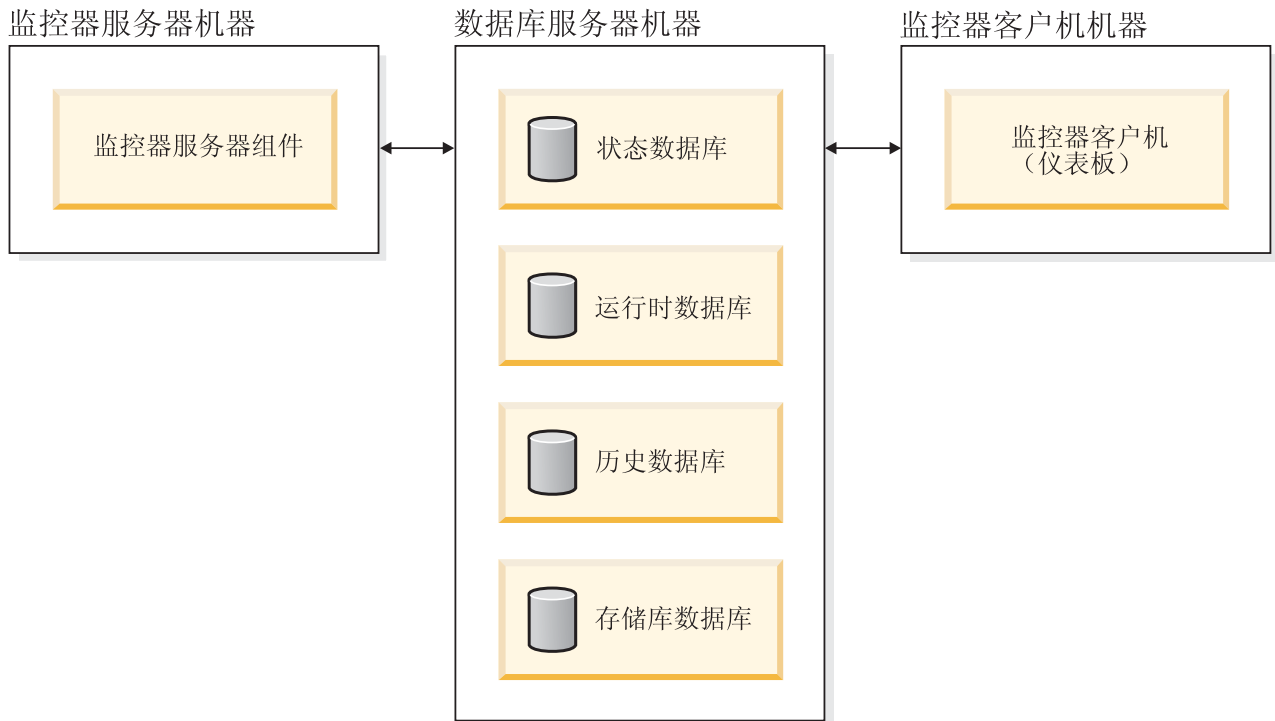 监控器服务器机器
数据库服务器机器
监控器客户机机器
监控器服务器组件
状态数据库
运行时数据库
历史数据库
存储库数据库
监控器客户机
（仪表板）